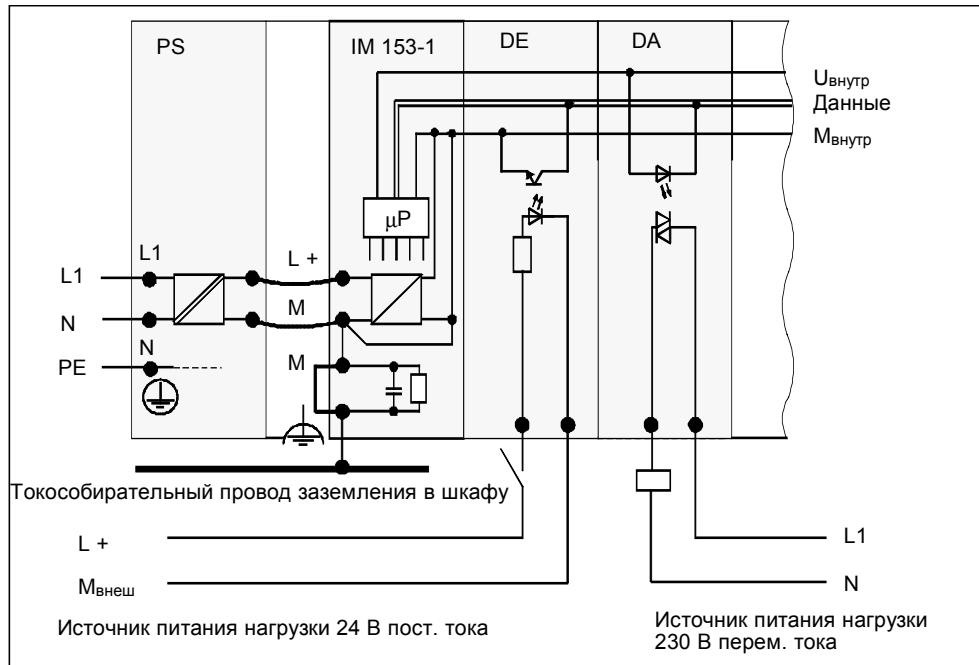 PS
IM 153-1
DE
DA
Uвнутр
Данные
Mвнутр
μP
L1
L +
L1
N
M
N
PE
M
Токособирательный провод заземления в шкафу
L +
L1
Mвнеш
N
Источник питания нагрузки 24 В пост. тока
Источник питания нагрузки
230 В перем. тока